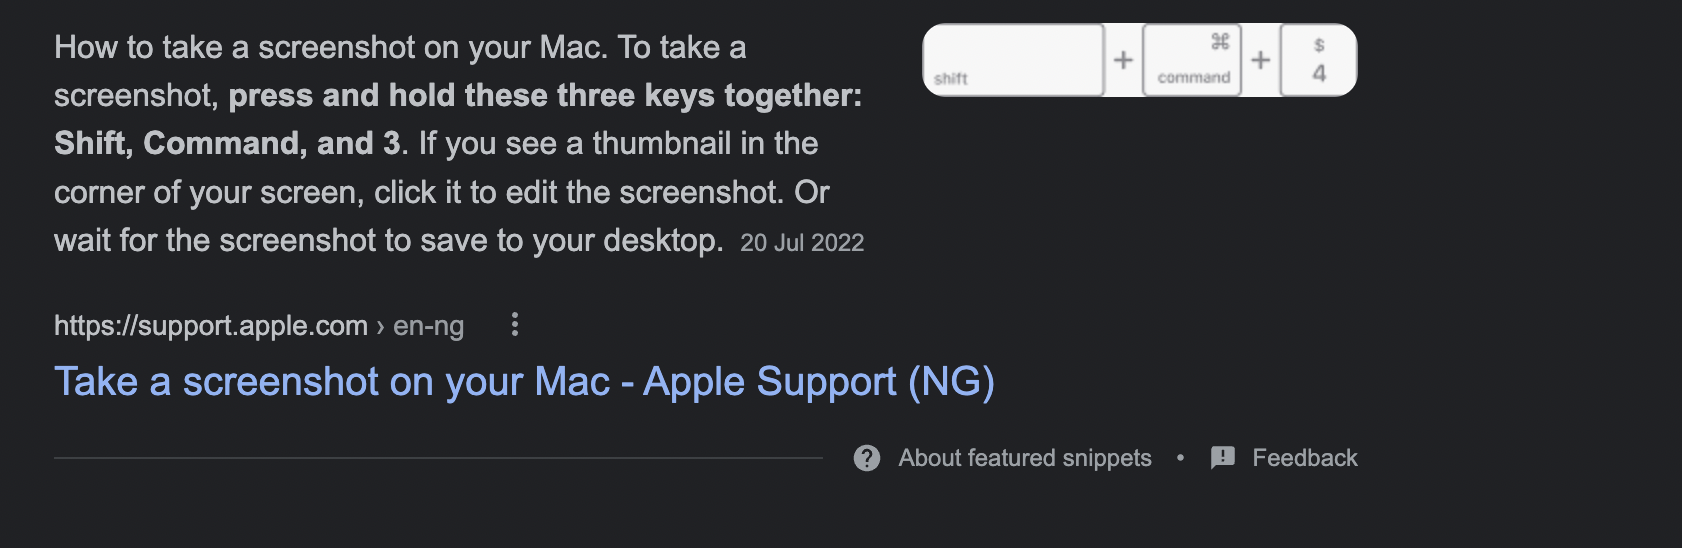 How to take a screenshot on your Mac. To take a
screenshot, press and hold these three keys together:
Shift, Command, and 3. If you see a thumbnail in the
corner of your screen, click it to edit the screenshot. Or
wait for the screenshot to save to your desktop. 20 Jul 2022
shift + ⌘ command + $ 4
https://support.apple.com › en-ng
Take a screenshot on your Mac - Apple Support (NG)
About featured snippets • Feedback